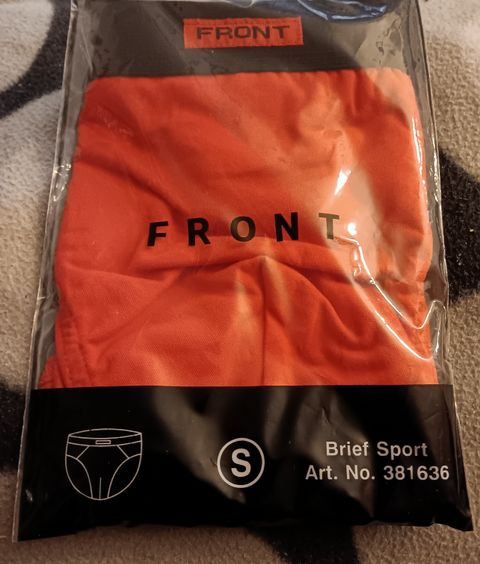 FRONT
FRONT
S
Brief Sport
Art. No. 381636